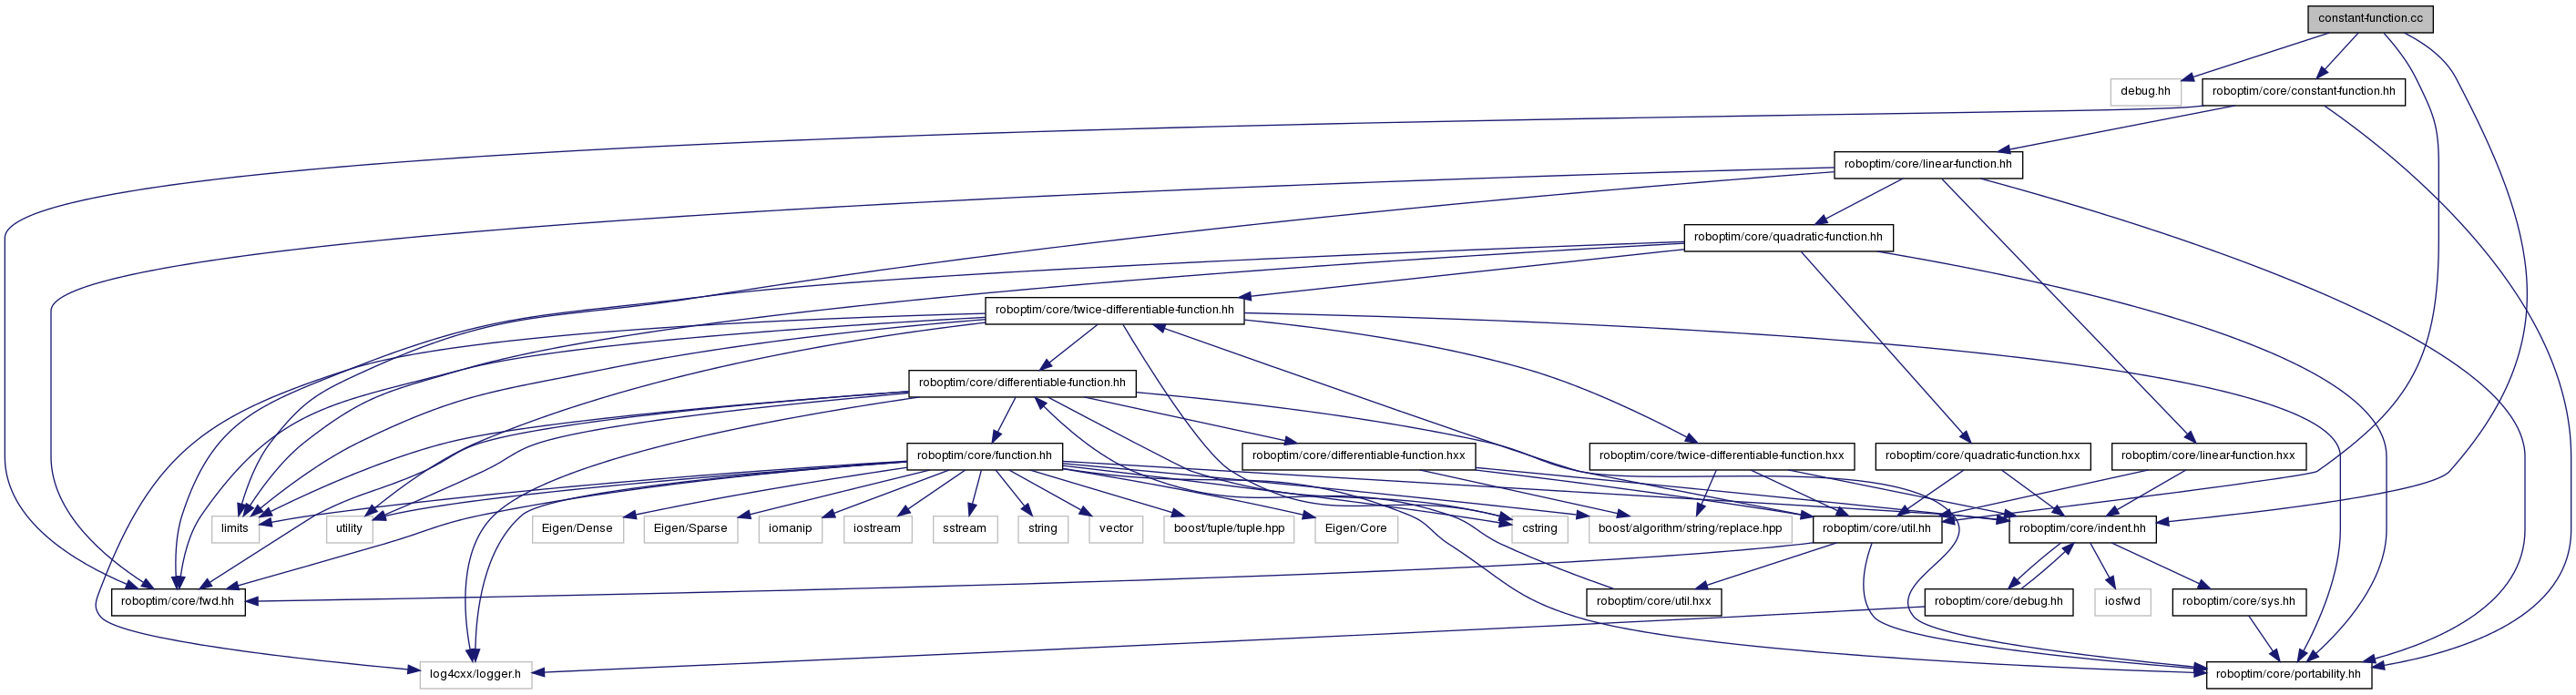 constant-function.cc
debug.hh
roboptim/core/constant-function.hh
roboptim/core/linear-function.hh
roboptim/core/quadratic-function.hh
roboptim/core/twice-differentiable-function.hh
roboptim/core/differentiable-function.hh
roboptim/core/function.hh
roboptim/core/differentiable-function.hxx
roboptim/core/twice-differentiable-function.hxx
roboptim/core/quadratic-function.hxx
roboptim/core/linear-function.hxx
limits
utility
Eigen/Dense
Eigen/Sparse
iomanip
iostream
sstream
string
vector
boost/tuple/tuple.hpp
Eigen/Core
cstring
boost/algorithm/string/replace.hpp
roboptim/core/util.hh
roboptim/core/indent.hh
roboptim/core/fwd.hh
roboptim/core/util.hxx
roboptim/core/debug.hh
iosfwd
roboptim/core/sys.hh
log4cxx/logger.h
roboptim/core/portability.hh